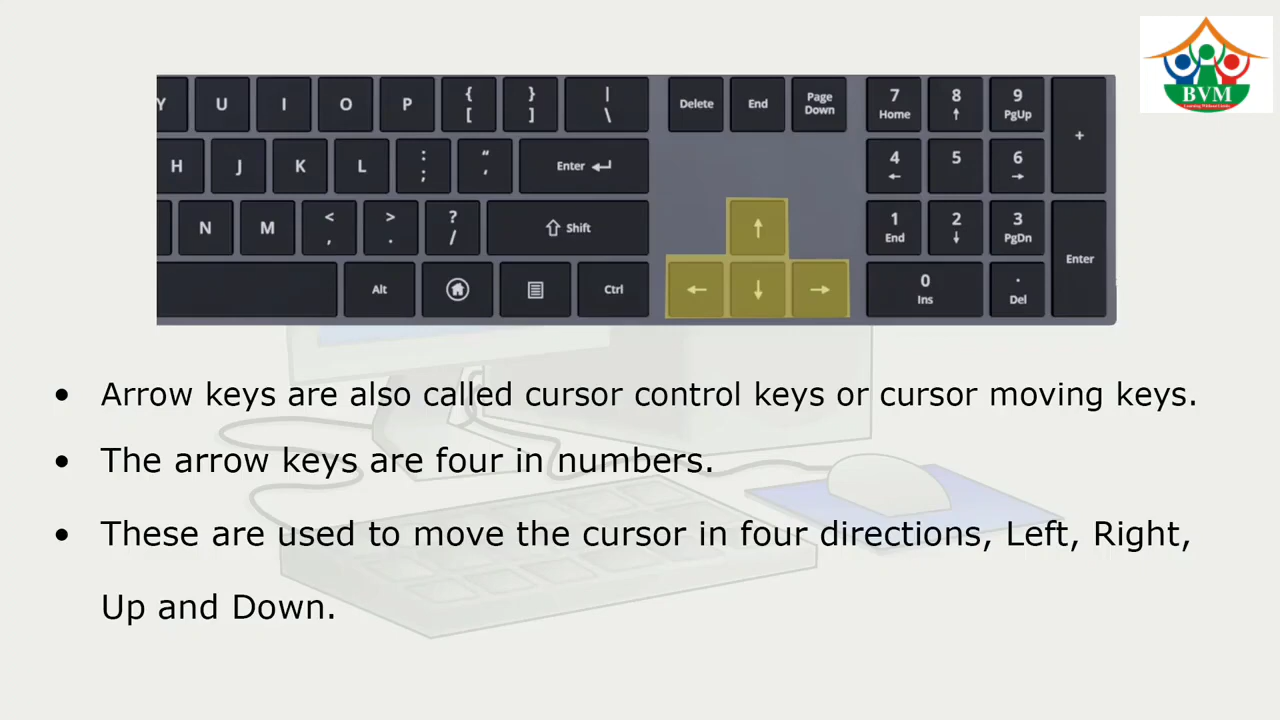 BVM
Learning Without Limits
Y U I O P { [ } ] | \ Delete End Page Down 7 Home 8 ↑ 9 PgUp +
H J K L : ; “ ‘ Enter 4 ← 5 6 →
N M < , > . ? / Shift ↑ 1 End 2 ↓ 3 PgDn Enter
Alt Ctrl ← ↓ → 0 Ins . Del
• Arrow keys are also called cursor control keys or cursor moving keys.
• The arrow keys are four in numbers.
• These are used to move the cursor in four directions, Left, Right,
Up and Down.